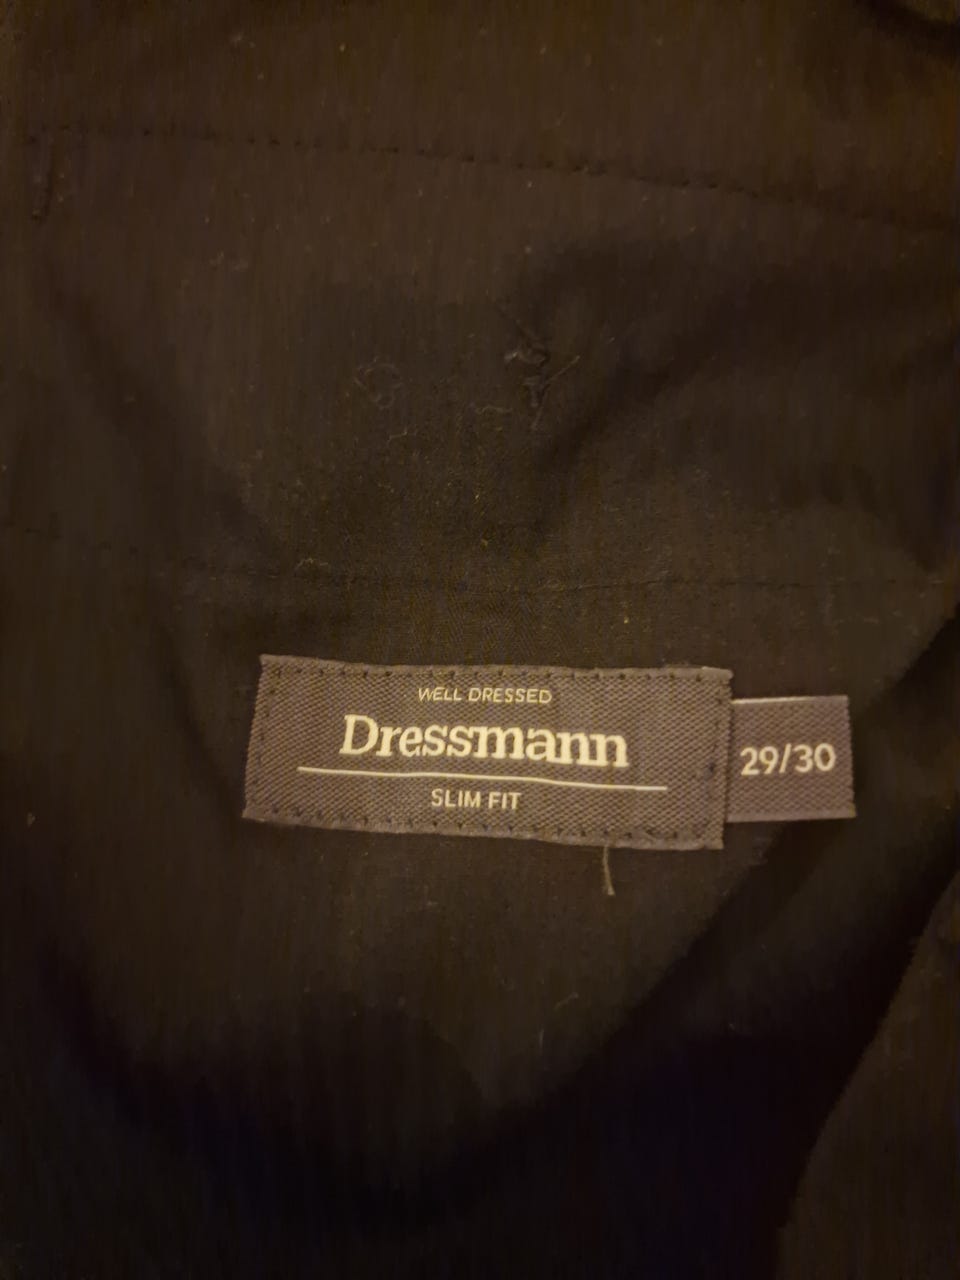 WELL DRESSED
Dressmann
SLIM FIT
29/30